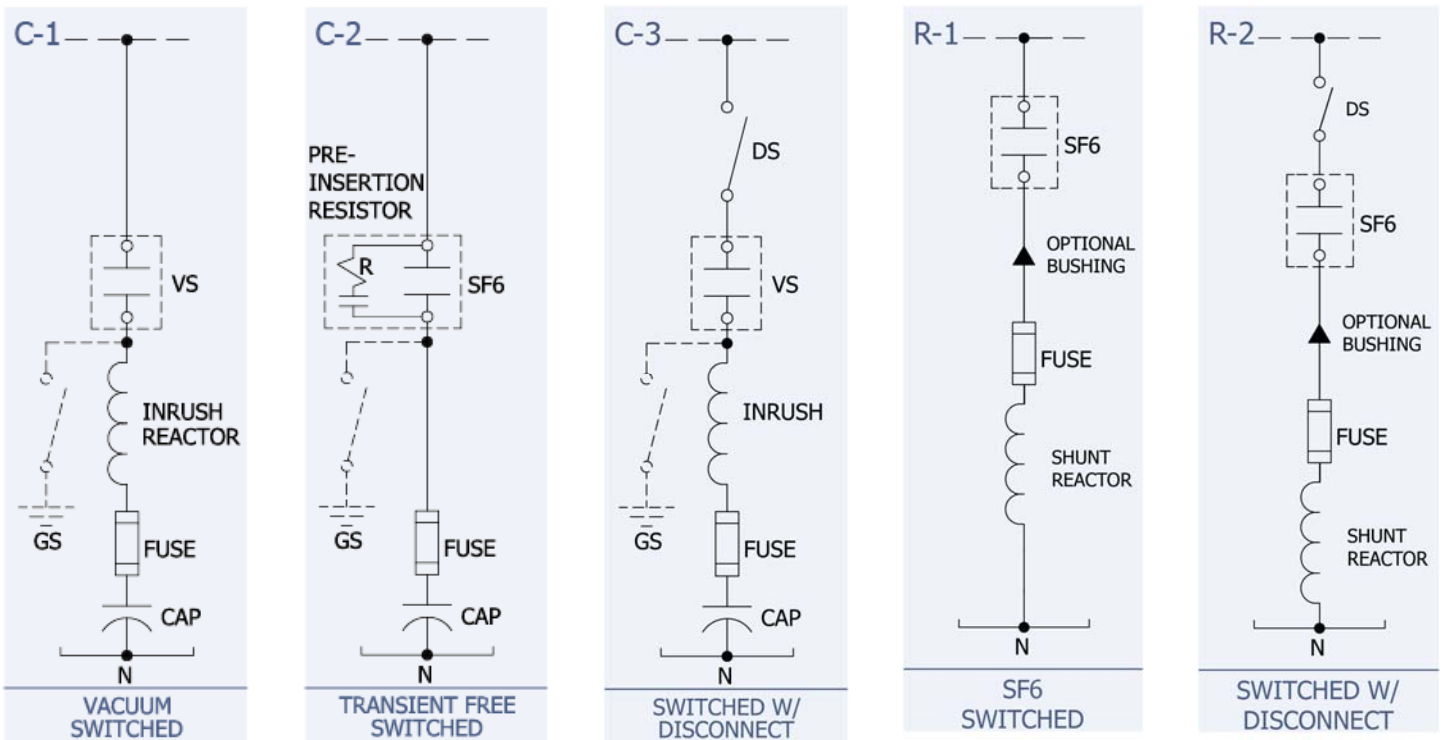 C-1
VS
INRUSH
REACTOR
GS
FUSE
CAP
N
VACUUM
SWITCHED
C-2
PRE-
INSERTION
RESISTOR
R
SF6
GS
FUSE
CAP
N
TRANSIENT FREE
SWITCHED
C-3
DS
VS
INRUSH
GS
FUSE
CAP
N
SWITCHED W/
DISCONNECT
R-1
SF6
OPTIONAL
BUSHING
FUSE
SHUNT
REACTOR
N
SF6
SWITCHED
R-2
DS
SF6
OPTIONAL
BUSHING
FUSE
SHUNT
REACTOR
N
SWITCHED W/
DISCONNECT